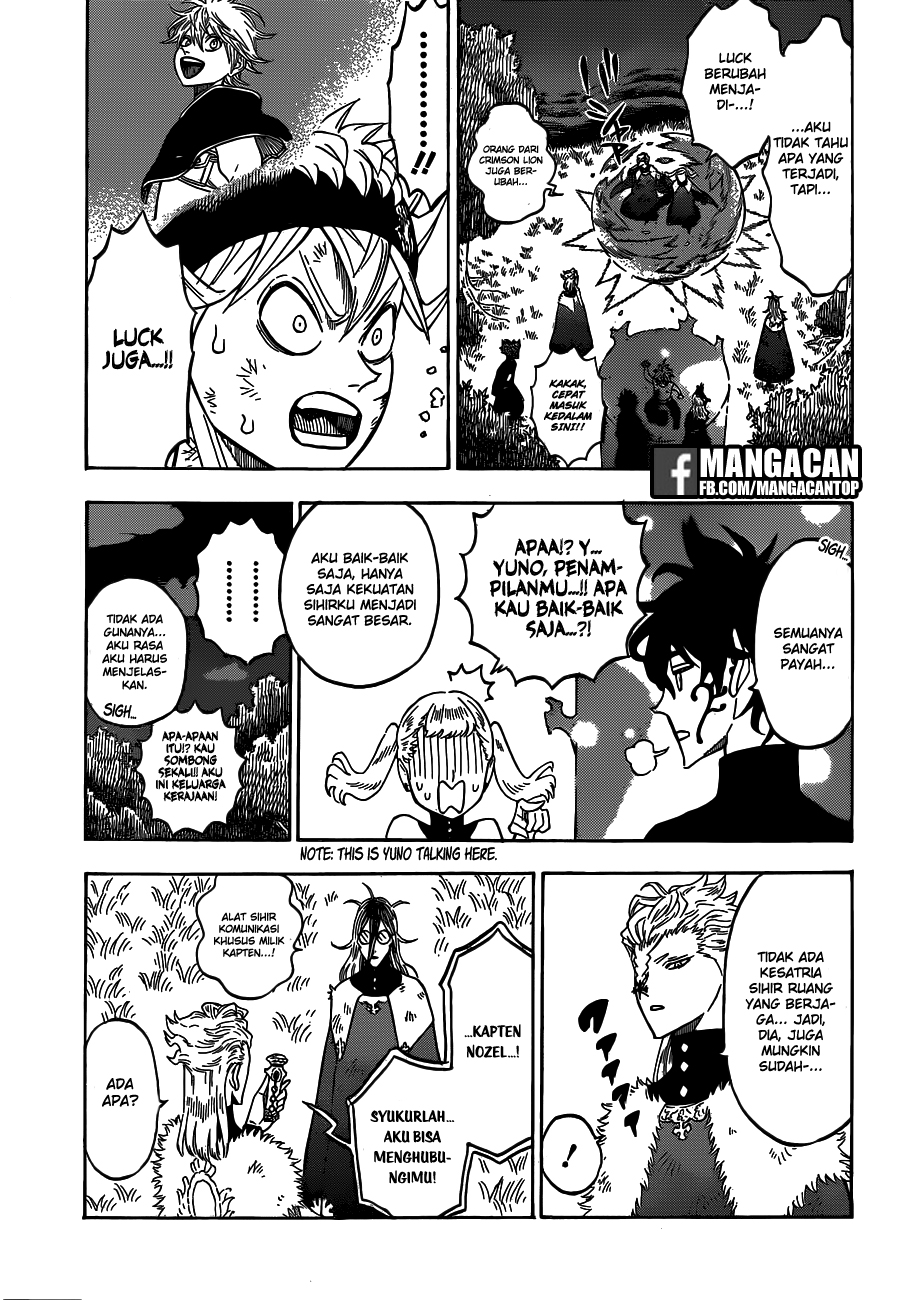 ...AKU
TIDAK TAHU
APA YANG
TERJADI,
TAPI...
LUCK
BERUBAH
MENJA-
DI-...!
ORANG DARI
CRIMSON LION
JUGA BER-
UBAH...
KAKAK,
CEPAT
MASUK
KEDALAM
SINI!!
.........!!
LUCK
JUGA...!!
MANGACAN
FB.COM/MANGACANTOP
SIGH...
SEMUANYA
SANGAT
PAYAH...
APAA!? Y...
YUNO, PENAM-
PILANMU...!! APA
KAU BAIK-BAIK
SAJA...?!
AKU BAIK-BAIK
SAJA, HANYA
SAJA KEKUATAN
SIHIRKU MENJADI
SANGAT BESAR.
.......
TIDAK ADA
GUNANYA...
AKU RASA
AKU HARUS
MENJELAS-
KAN.
SIGH...
APA-APAAN
ITU!? KAU
SOMBONG
SEKALI!! AKU
INI KELUARGA
KERAJAAN!
NOTE: THIS IS YUNO TALKING HERE.
TIDAK ADA
KESATRIA
SIHIR RUANG
YANG BERJA-
GA... JADI,
DIA, JUGA
MUNGKIN
SUDAH-...
!
...KAPTEN
NOZEL...!
SYUKURLAH...
AKU BISA
MENGHUBU-
NGIMU!
ALAT SIHIR
KOMUNIKASI
KHUSUS MILIK
KAPTEN...!
ADA
APA?